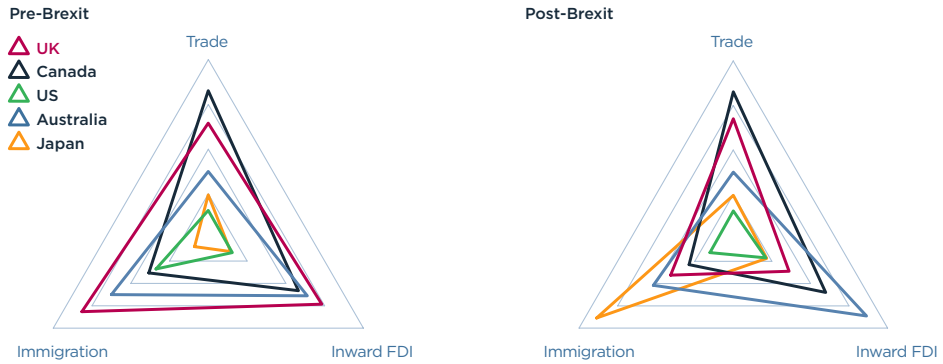 Pre-Brexit
Post-Brexit
UK
Canada
US
Australia
Japan
Trade
Trade
Immigration
Inward FDI
Immigration
Inward FDI